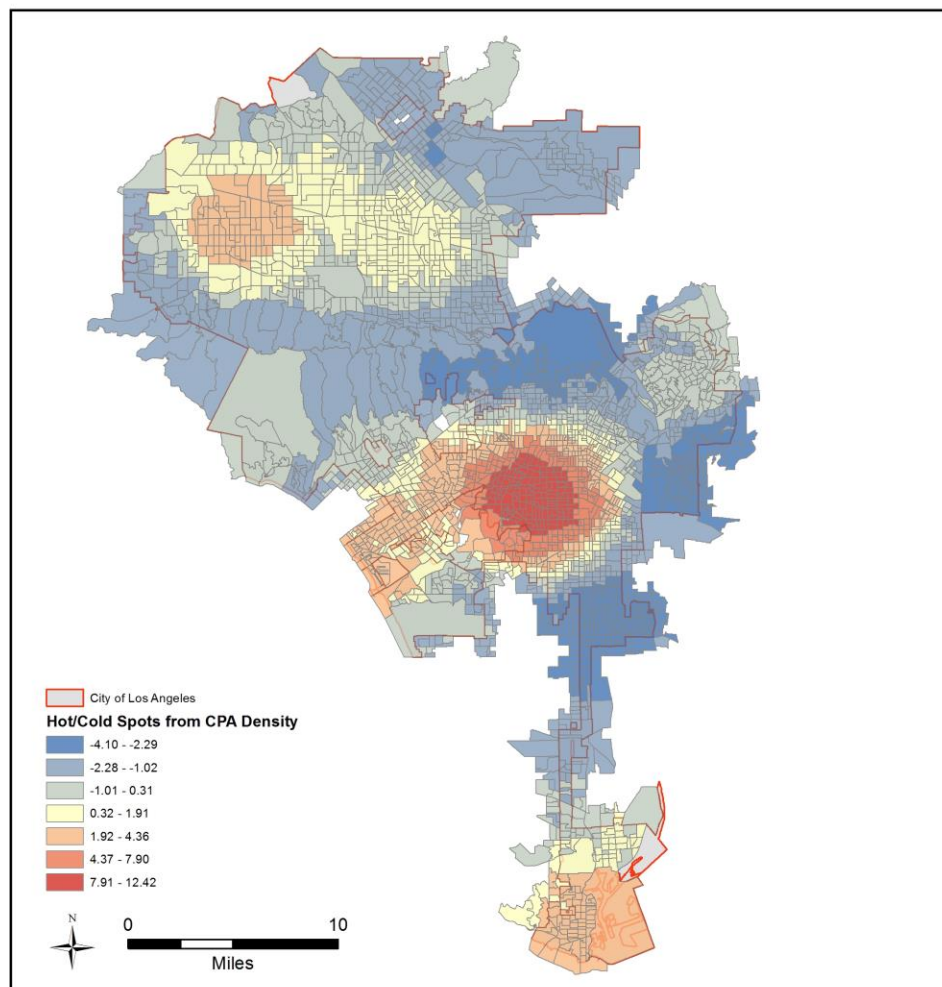 City of Los Angeles
Hot/Cold Spots from CPA Density
-4.10 - -2.29
-2.28 - -1.02
-1.01 - 0.31
0.32 - 1.91
1.92 - 4.36
4.37 - 7.90
7.91 - 12.42
N
0 10
Miles